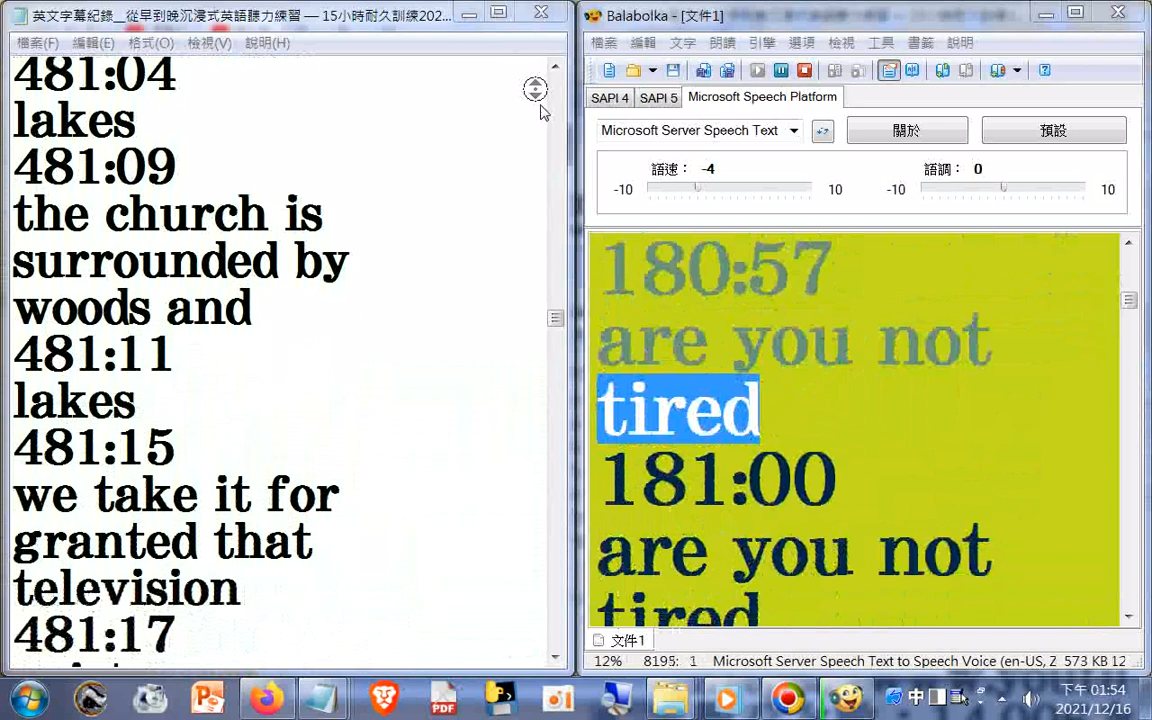 英文字幕紀錄__從早到晚沉浸式英語聽力練習 — 15小時耐久訓練202...
檔案(F) 編輯(E) 格式(O) 檢視(V) 說明(H)
481:04
lakes
481:09
the church is
surrounded by
woods and
481:11
lakes
481:15
we take it for
granted that
television
481:17
Balabolka - [文件1]
檔案 編輯 文字 朗讀 引擎 選項 檢視 工具 書籤 說明
SAPI 4 SAPI 5 Microsoft Speech Platform
Microsoft Server Speech Text 關於 預設
語速： -4 語調： 0
-10 10 -10 10
180:57
are you not
tired
181:00
are you not
tired
文件1
12% 8195: 1 Microsoft Server Speech Text to Speech Voice (en-US, Z 573 KB 12
PDF 中 下午 01:54
2021/12/16